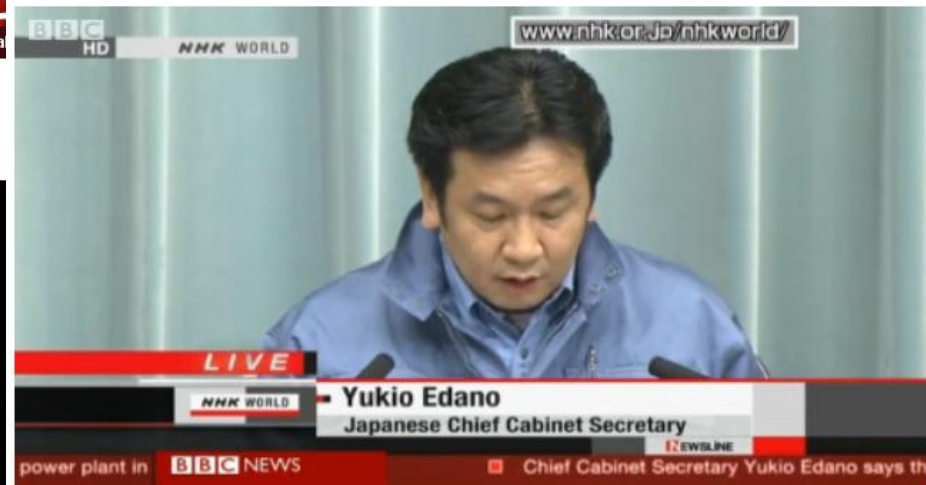 BBC
HD
NHK WORLD
www.nhk.or.jp/nhkworld/
LIVE
NHK WORLD
Yukio Edano
Japanese Chief Cabinet Secretary
NEWSLINE
power plant in
BBC NEWS
Chief Cabinet Secretary Yukio Edano says th